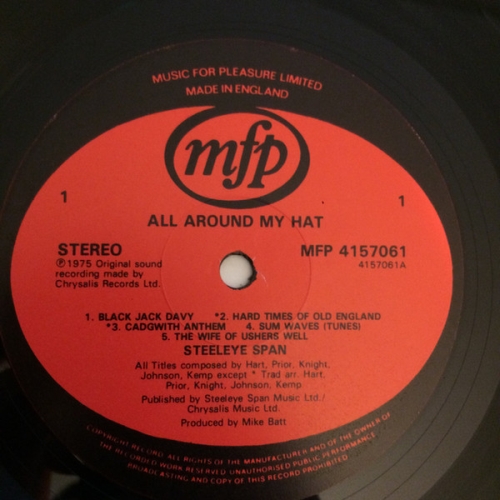 MUSIC FOR PLEASURE LIMITED
MADE IN ENGLAND
mfp
1 1
ALL AROUND MY HAT
STEREO MFP 4157061
℗1975 Original sound 4157061A
recording made by
Chrysalis Records Ltd.
1. BLACK JACK DAVY *2. HARD TIMES OF OLD ENGLAND
*3. CADGWITH ANTHEM 4. SUM WAVES (TUNES)
5. THE WIFE OF USHERS WELL
STEELEYE SPAN
All Titles composed by Hart, Prior, Knight,
Johnson, Kemp except * Trad arr. Hart,
Prior, Knight, Johnson, Kemp.
Published by Steeleye Span Music Ltd./
Chrysalis Music Ltd.
Produced by Mike Batt
COPYRIGHT RECORD. ALL RIGHTS OF THE MANUFACTURER AND OF THE OWNER OF
THE RECORDED WORK RESERVED. UNAUTHORISED PUBLIC PERFORMANCE,
BROADCASTING AND COPYING OF THIS RECORD PROHIBITED